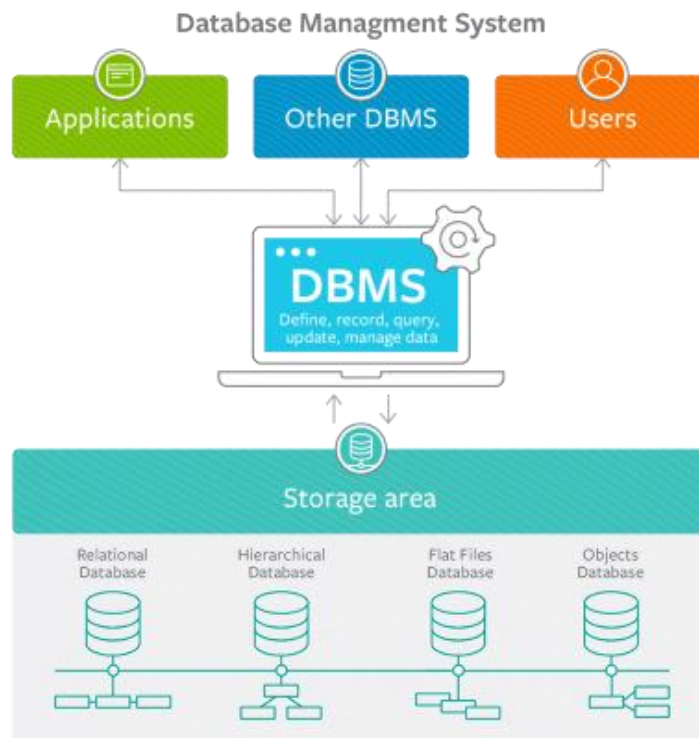 Database Managment System
Applications
Other DBMS
Users
DBMS
Define, record, query,
update, manage data
Storage area
Relational
Database
Hierarchical
Database
Flat Files
Database
Objects
Database